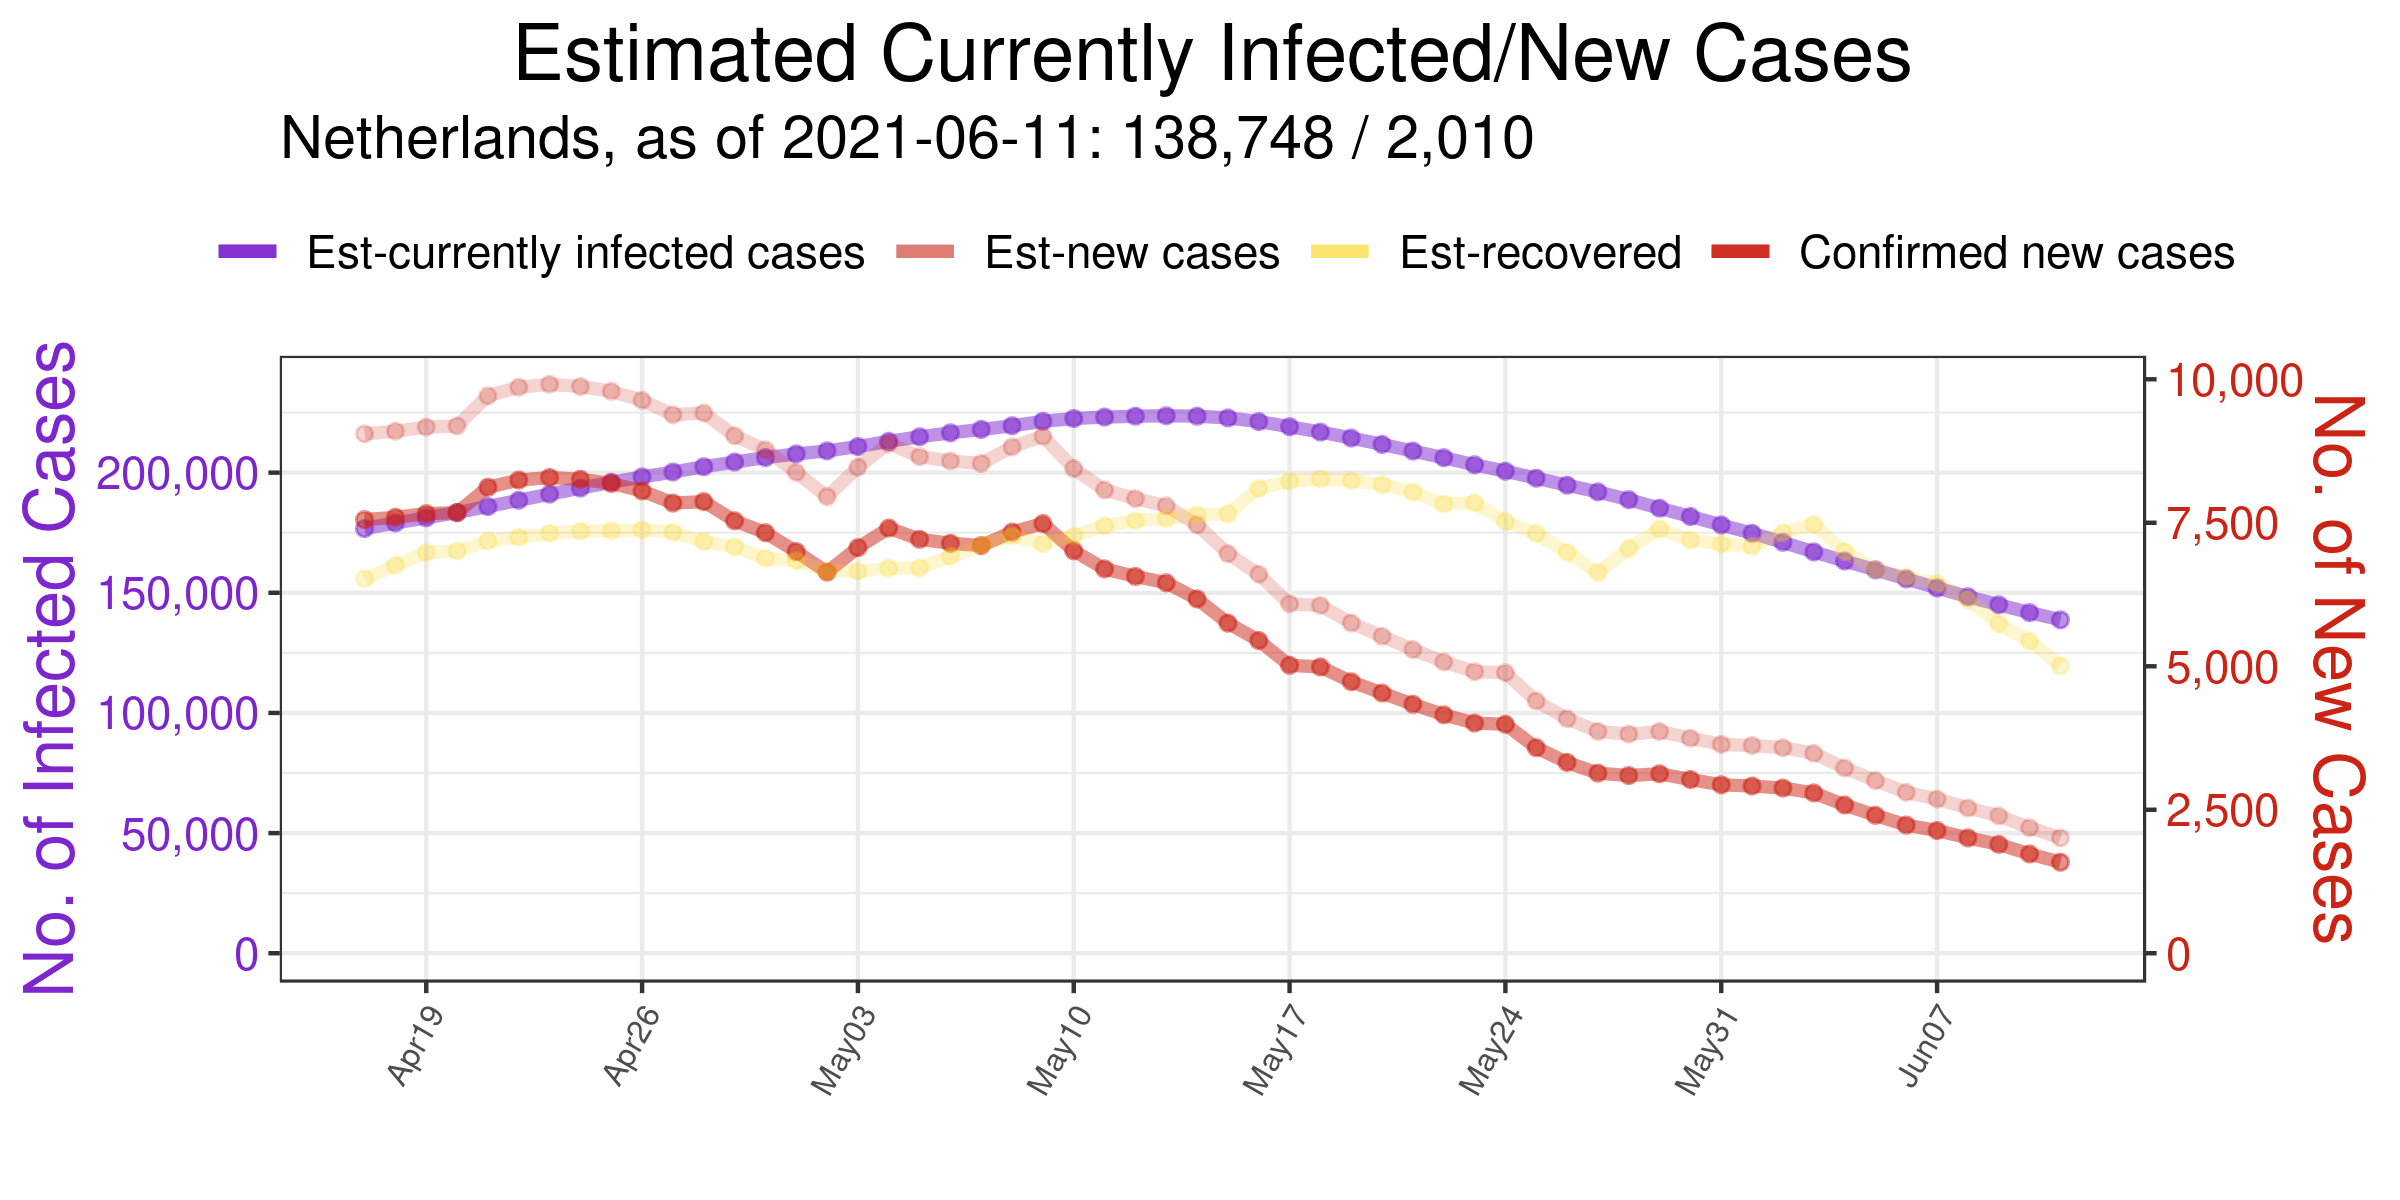 Estimated Currently Infected/New Cases
Netherlands, as of 2021-06-11: 138,748 / 2,010
Est-currently infected cases Est-new cases Est-recovered Confirmed new cases
No. of Infected Cases
200,000
150,000
100,000
50,000
0
10,000
7,500
5,000
2,500
0
No. of New Cases
Apr19 Apr26 May03 May10 May17 May24 May31 Jun07